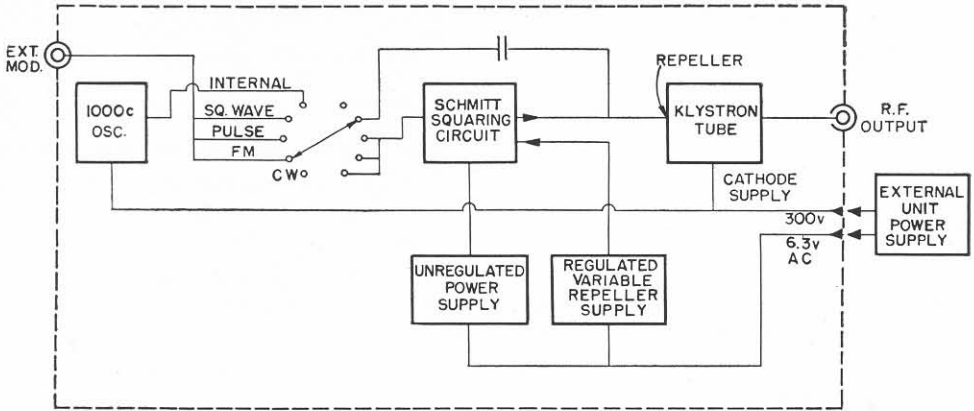 EXT.
MOD.
1000c
OSC.
INTERNAL
SQ. WAVE
PULSE
FM
CW
SCHMITT
SQUARING
CIRCUIT
REPELLER
KLYSTRON
TUBE
R.F.
OUTPUT
CATHODE
SUPPLY
300v
6.3v
AC
EXTERNAL
UNIT
POWER
SUPPLY
UNREGULATED
POWER
SUPPLY
REGULATED
VARIABLE
REPELLER
SUPPLY